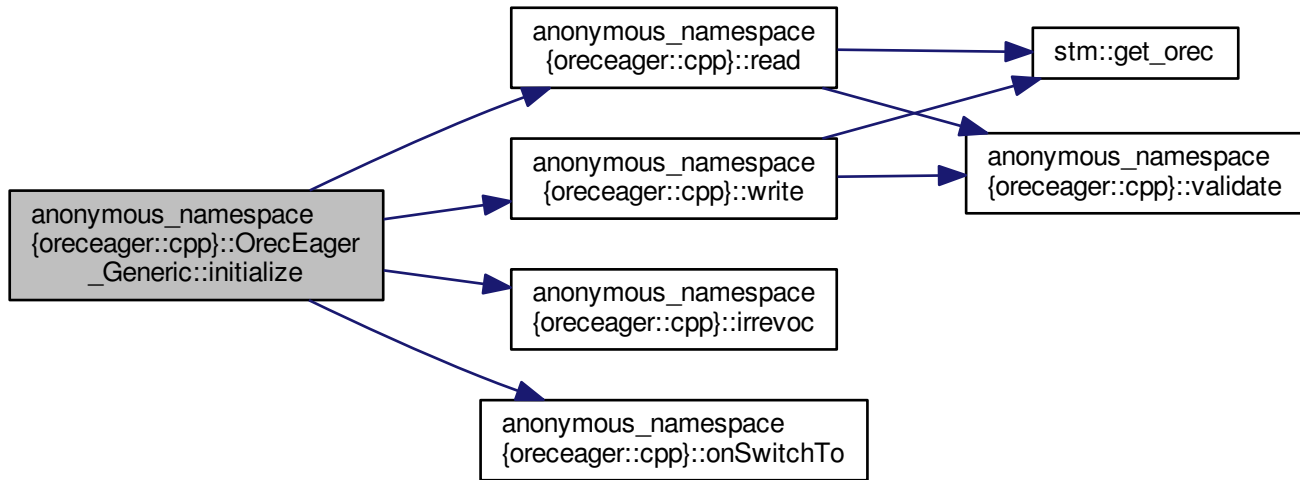 anonymous_namespace
{oreceager::cpp}::OrecEager
_Generic::initialize
anonymous_namespace
{oreceager::cpp}::read
anonymous_namespace
{oreceager::cpp}::write
anonymous_namespace
{oreceager::cpp}::irrevoc
anonymous_namespace
{oreceager::cpp}::onSwitchTo
stm::get_orec
anonymous_namespace
{oreceager::cpp}::validate